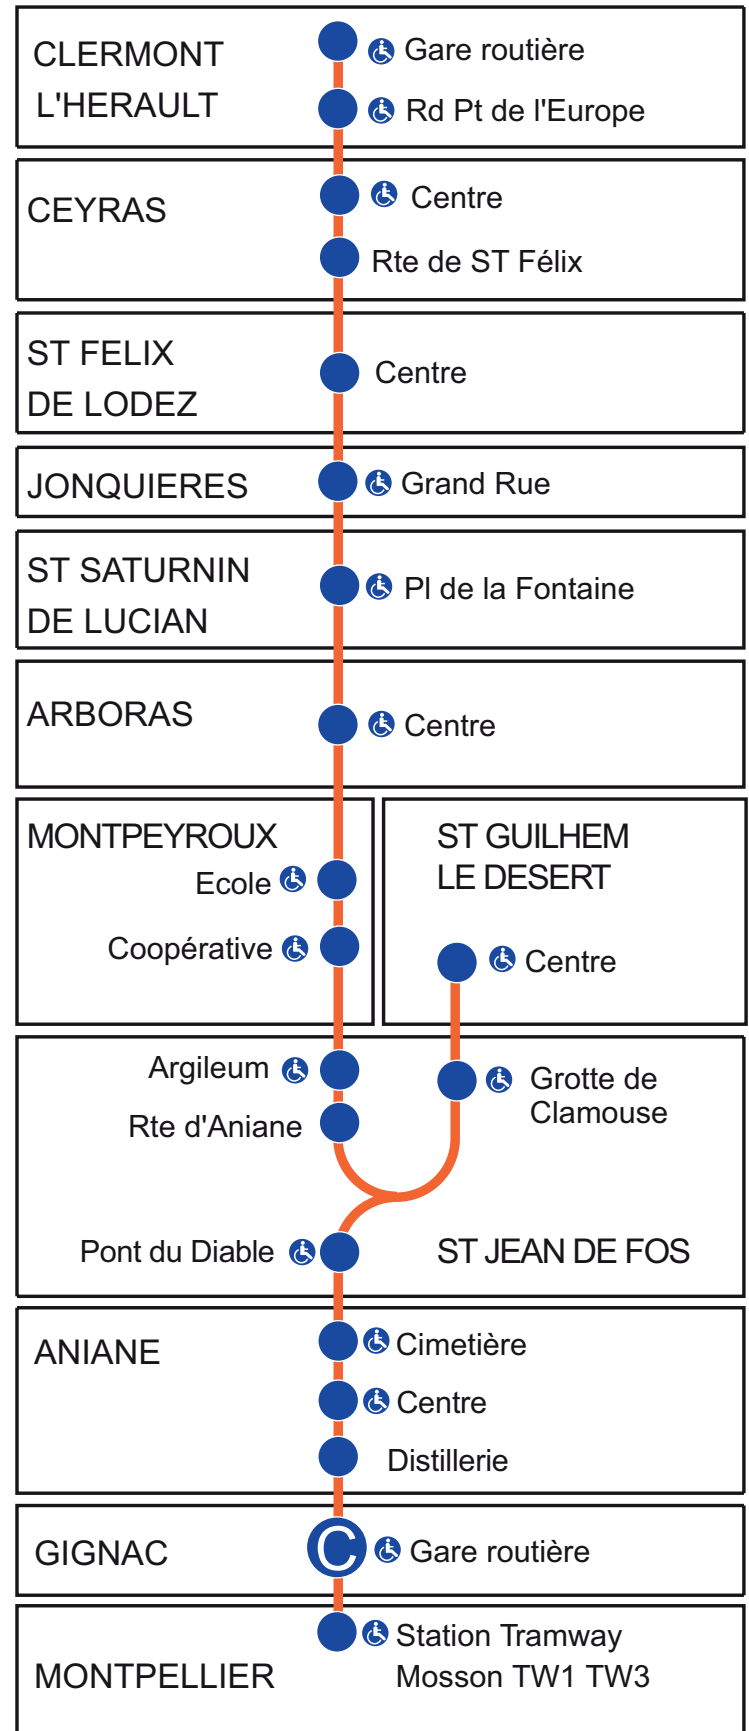 CLERMONT
L'HERAULT
Gare routière
Rd Pt de l'Europe
CEYRAS
Centre
Rte de ST Félix
ST FELIX
DE LODEZ
Centre
JONQUIERES
Grand Rue
ST SATURNIN
DE LUCIAN
Pl de la Fontaine
ARBORAS
Centre
MONTPEYROUX
Ecole
Coopérative
ST GUILHEM
LE DESERT
Centre
Argileum
Rte d'Aniane
Grotte de
Clamouse
Pont du Diable
ST JEAN DE FOS
ANIANE
Cimetière
Centre
Distillerie
GIGNAC
C
Gare routière
MONTPELLIER
Station Tramway
Mosson TW1 TW3